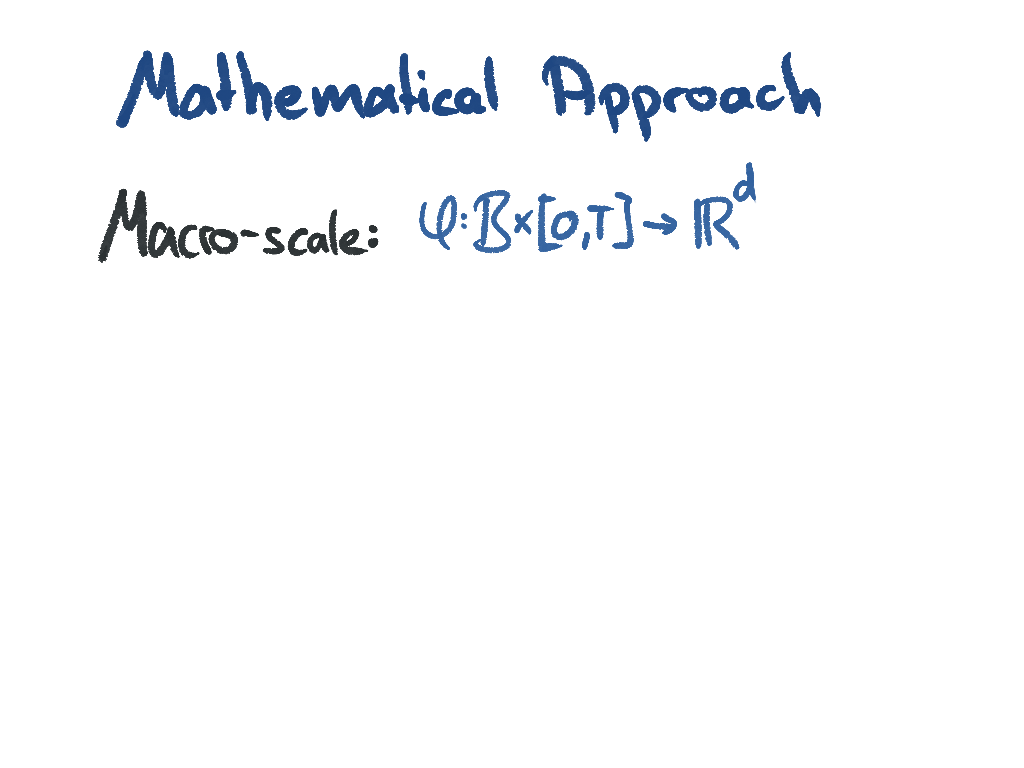 Mathematical Approach
Macro-scale: φ: ℬ×[0,T] → ℝ^d